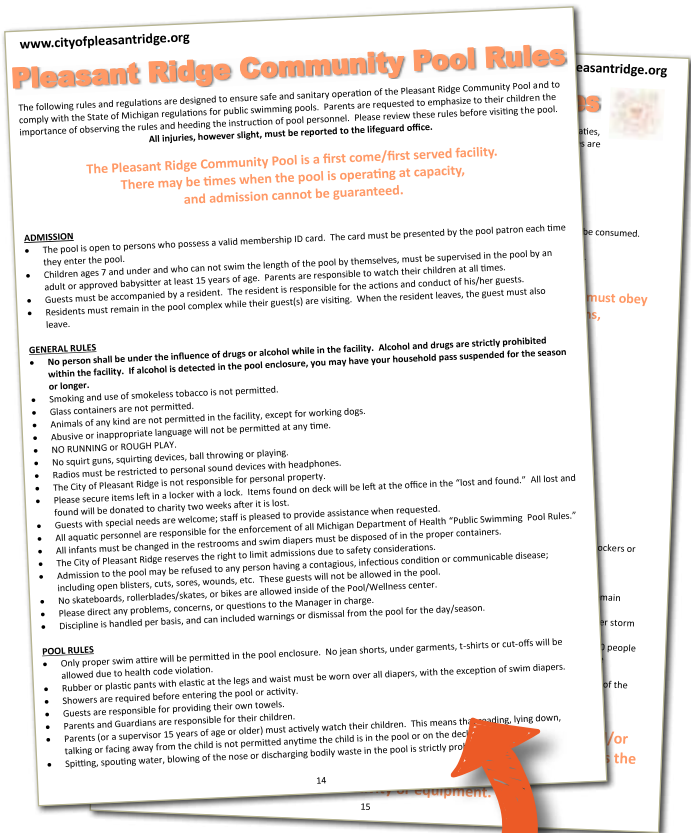 www.cityofpleasantridge.org
Pleasant Ridge Community Pool Rules
The following rules and regulations are designed to ensure safe and sanitary operation of the Pleasant Ridge Community Pool and to
comply with the State of Michigan regulations for public swimming pools.  Parents are requested to emphasize to their children the
importance of observing the rules and heeding the instruction of pool personnel.  Please review these rules before visiting the pool.
All injuries, however slight, must be reported to the lifeguard office.
The Pleasant Ridge Community Pool is a first come/first served facility.
There may be times when the pool is operating at capacity,
and admission cannot be guaranteed.
ADMISSION
• The pool is open to persons who possess a valid membership ID card.  The card must be presented by the pool patron each time
they enter the pool.
• Children ages 7 and under and who can not swim the length of the pool by themselves, must be supervised in the pool by an
adult or approved babysitter at least 15 years of age.  Parents are responsible to watch their children at all times.
• Guests must be accompanied by a resident.  The resident is responsible for the actions and conduct of his/her guests.
• Residents must remain in the pool complex while their guest(s) are visiting.  When the resident leaves, the guest must also
leave.
GENERAL RULES
• No person shall be under the influence of drugs or alcohol while in the facility.  Alcohol and drugs are strictly prohibited
within the facility.  If alcohol is detected in the pool enclosure, you may have your household pass suspended for the season
or longer.
• Smoking and use of smokeless tobacco is not permitted.
• Glass containers are not permitted.
• Animals of any kind are not permitted in the facility, except for working dogs.
• Abusive or inappropriate language will not be permitted at any time.
• NO RUNNING or ROUGH PLAY.
• No squirt guns, squirting devices, ball throwing or playing.
• Radios must be restricted to personal sound devices with headphones.
• The City of Pleasant Ridge is not responsible for personal property.
• Please secure items left in a locker with a lock.  Items found on deck will be left at the office in the “lost and found.”  All lost and
found will be donated to charity two weeks after it is lost.
• Guests with special needs are welcome; staff is pleased to provide assistance when requested.
• All aquatic personnel are responsible for the enforcement of all Michigan Department of Health “Public Swimming  Pool Rules.”
• All infants must be changed in the restrooms and swim diapers must be disposed of in the proper containers.
• The City of Pleasant Ridge reserves the right to limit admissions due to safety considerations.
• Admission to the pool may be refused to any person having a contagious, infectious condition or communicable disease;
including open blisters, cuts, sores, wounds, etc.  These guests will not be allowed in the pool.
• No skateboards, rollerblades/skates, or bikes are allowed inside of the Pool/Wellness center.
• Please direct any problems, concerns, or questions to the Manager in charge.
• Discipline is handled per basis, and can included warnings or dismissal from the pool for the day/season.
POOL RULES
• Only proper swim attire will be permitted in the pool enclosure.  No jean shorts, under garments, t-shirts or cut-offs will be
allowed due to health code violation.
• Rubber or plastic pants with elastic at the legs and waist must be worn over all diapers, with the exception of swim diapers.
• Showers are required before entering the pool or activity.
• Guests are responsible for providing their own towels.
• Parents and Guardians are responsible for their children.
• Parents (or a supervisor 15 years of age or older) must actively watch their children.  This means that reading, lying down,
talking or facing away from the child is not permitted anytime the child is in the pool or on the deck
• Spitting, spouting water, blowing of the nose or discharging bodily waste in the pool is strictly
14
easantridge.org
es
aties,
s are
be consumed.
must obey
ns,
ockers or
main
er storm
people
of the
/or
s the
equipment.
15